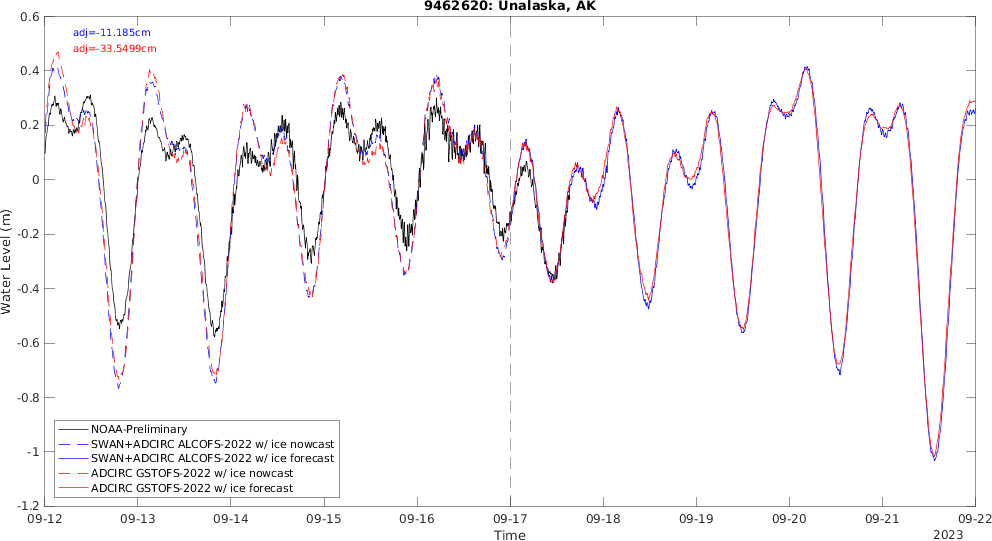 9462620: Unalaska, AK
adj=-11.185cm
adj=-33.5499cm
0.6
0.4
0.2
0
-0.2
-0.4
-0.6
-0.8
-1
-1.2
Water Level (m)
NOAA-Preliminary
SWAN+ADCIRC ALCOFS-2022 w/ ice nowcast
SWAN+ADCIRC ALCOFS-2022 w/ ice forecast
ADCIRC GSTOFS-2022 w/ ice nowcast
ADCIRC GSTOFS-2022 w/ ice forecast
09-12 09-13 09-14 09-15 09-16 09-17 09-18 09-19 09-20 09-21 09-22
Time
2023